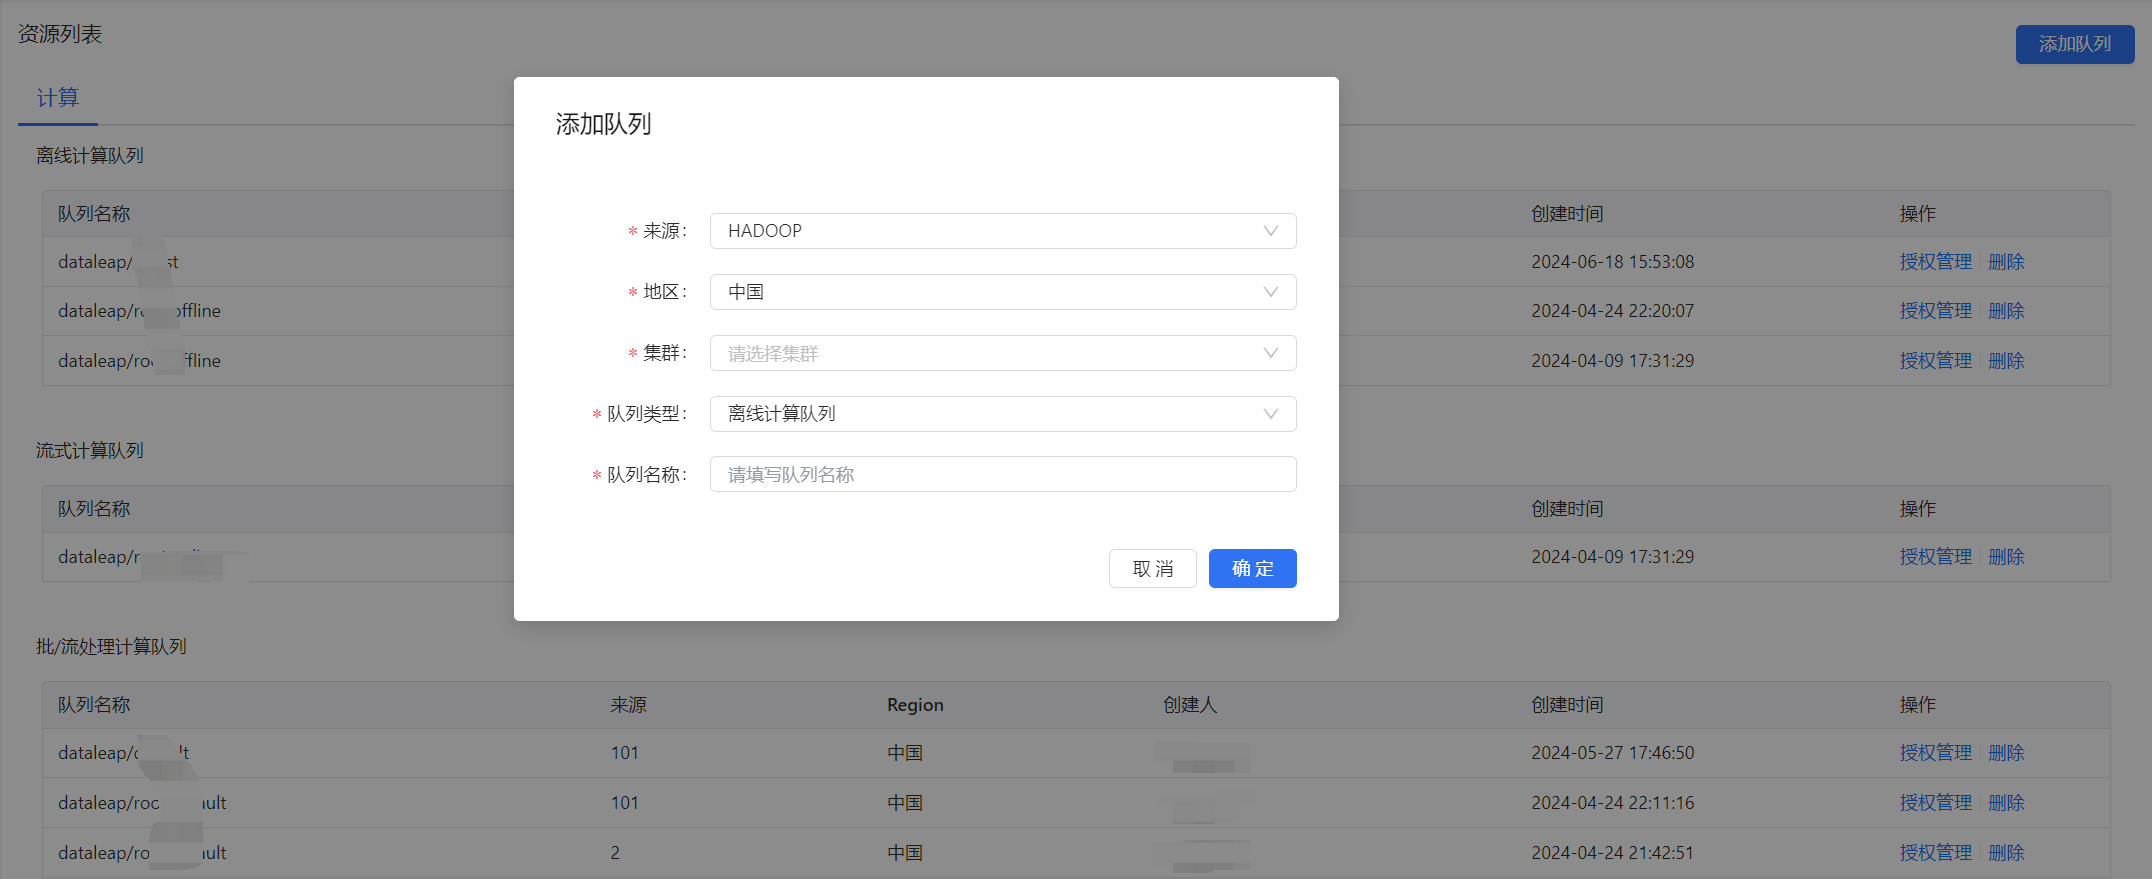 资源列表
添加队列
计算
离线计算队列
队列名称 创建时间 操作
dataleap/ st 2024-06-18 15:53:08 授权管理 删除
dataleap/ro offline 2024-04-24 22:20:07 授权管理 删除
dataleap/roo ffline 2024-04-09 17:31:29 授权管理 删除
流式计算队列
队列名称 创建时间 操作
dataleap/r 2024-04-09 17:31:29 授权管理 删除
批/流处理计算队列
队列名称 来源 Region 创建人 创建时间 操作
dataleap/ lt 101 中国 2024-05-27 17:46:50 授权管理 删除
dataleap/roo ult 101 中国 2024-04-24 22:11:16 授权管理 删除
dataleap/ro ult 2 中国 2024-04-24 21:42:51 授权管理 删除
添加队列
* 来源: HADOOP
* 地区: 中国
* 集群: 请选择集群
* 队列类型: 离线计算队列
* 队列名称: 请填写队列名称
取 消 确 定